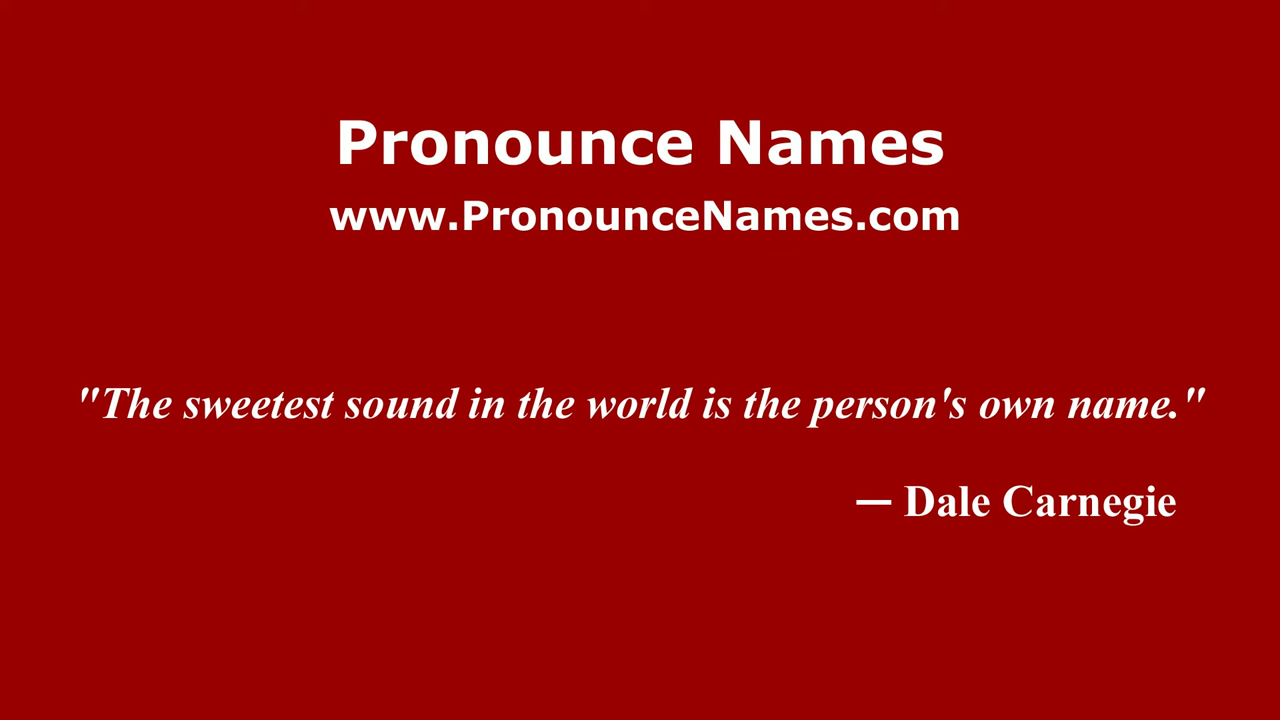 Pronounce Names
www.PronounceNames.com
"The sweetest sound in the world is the person's own name."
— Dale Carnegie